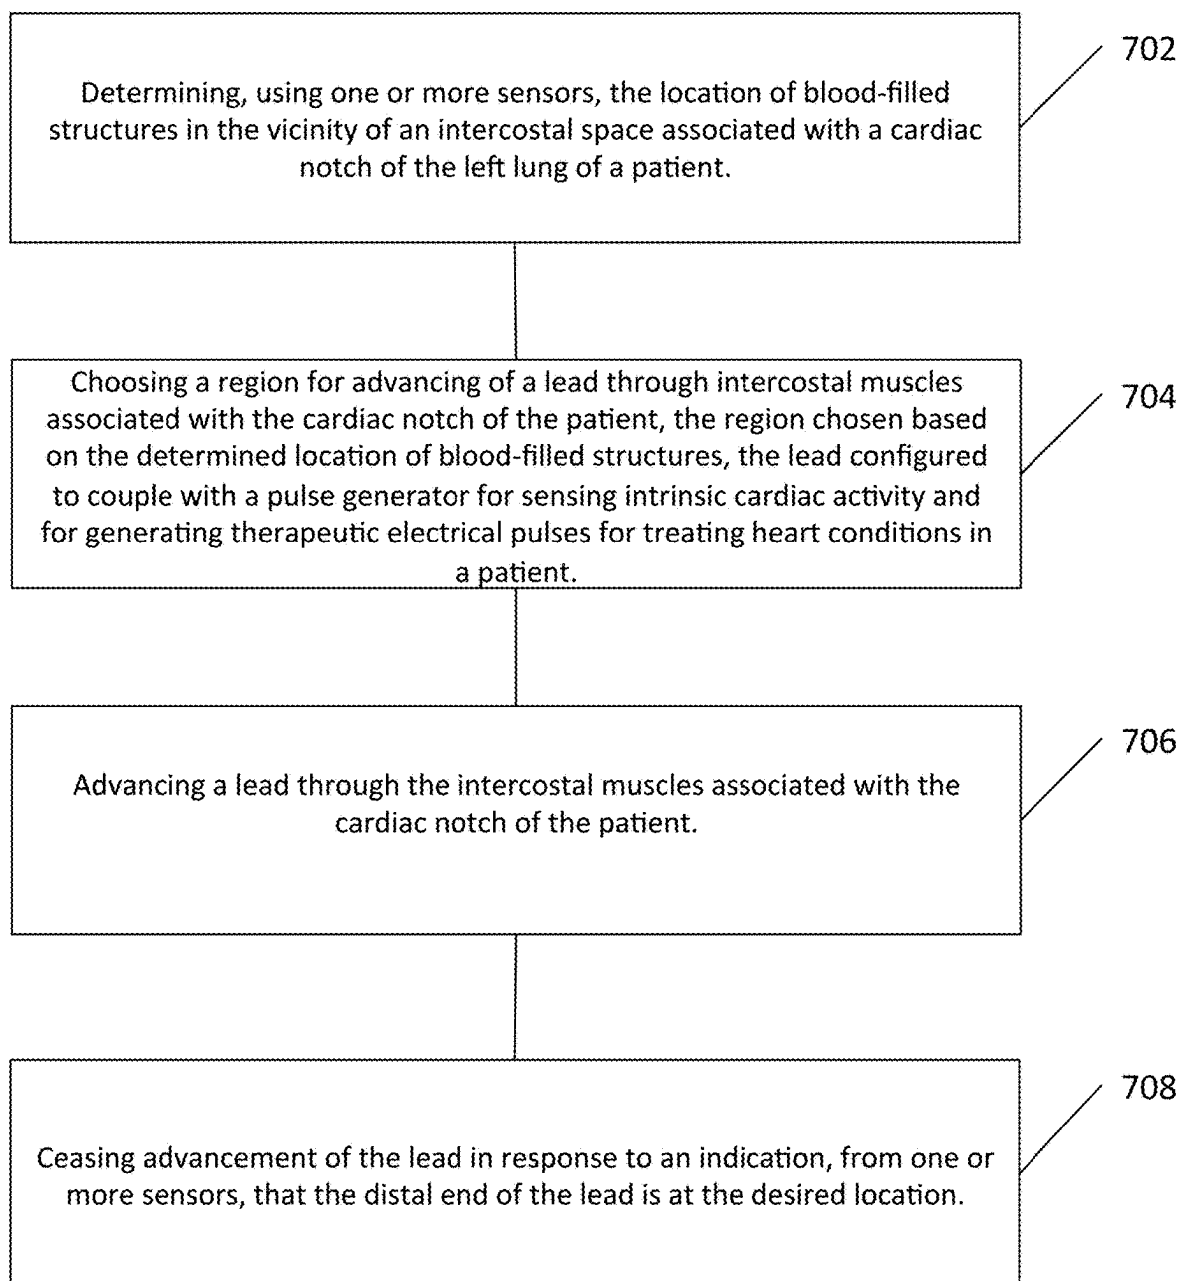 702
Determining, using one or more sensors, the location of blood-filled
structures in the vicinity of an intercostal space associated with a cardiac
notch of the left lung of a patient.
704
Choosing a region for advancing of a lead through intercostal muscles
associated with the cardiac notch of the patient, the region chosen based
on the determined location of blood-filled structures, the lead configured
to couple with a pulse generator for sensing intrinsic cardiac activity and
for generating therapeutic electrical pulses for treating heart conditions in
a patient.
706
Advancing a lead through the intercostal muscles associated with the
cardiac notch of the patient.
708
Ceasing advancement of the lead in response to an indication, from one or
more sensors, that the distal end of the lead is at the desired location.